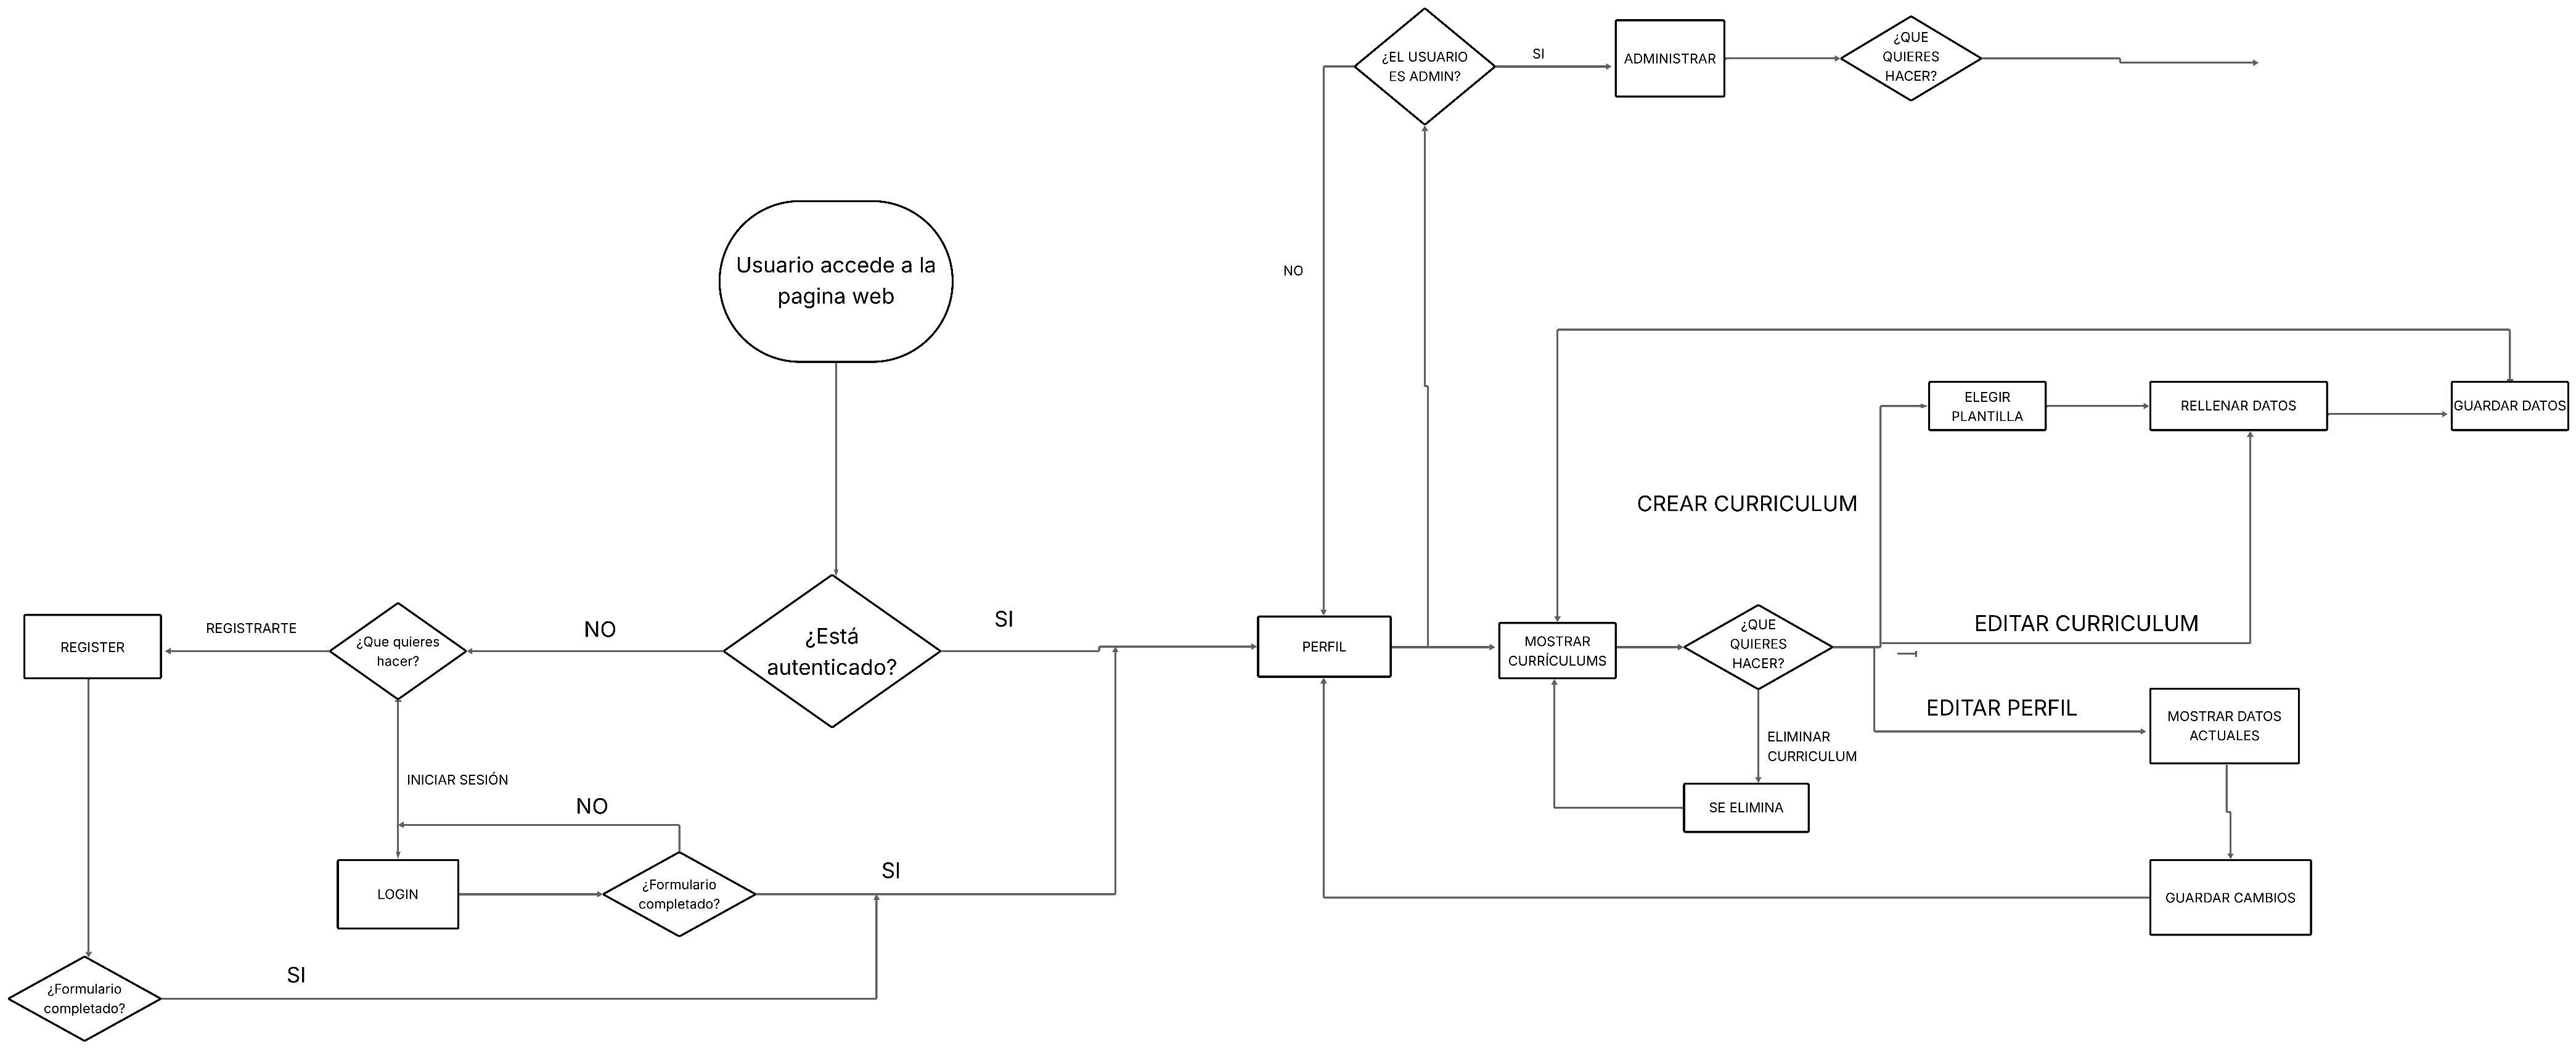 ¿EL USUARIO
ES ADMIN?
SI
ADMINISTRAR
¿QUE
QUIERES
HACER?
NO
Usuario accede a la
pagina web
¿Está
autenticado?
NO
SI
¿Que quieres
hacer?
REGISTRARTE
REGISTER
INICIAR SESIÓN
LOGIN
NO
¿Formulario
completado?
SI
¿Formulario
completado?
SI
PERFIL
MOSTRAR
CURRÍCULUMS
¿QUE
QUIERES
HACER?
CREAR CURRICULUM
ELEGIR
PLANTILLA
RELLENAR DATOS
GUARDAR DATOS
EDITAR CURRICULUM
EDITAR PERFIL
MOSTRAR DATOS
ACTUALES
ELIMINAR
CURRICULUM
SE ELIMINA
GUARDAR CAMBIOS